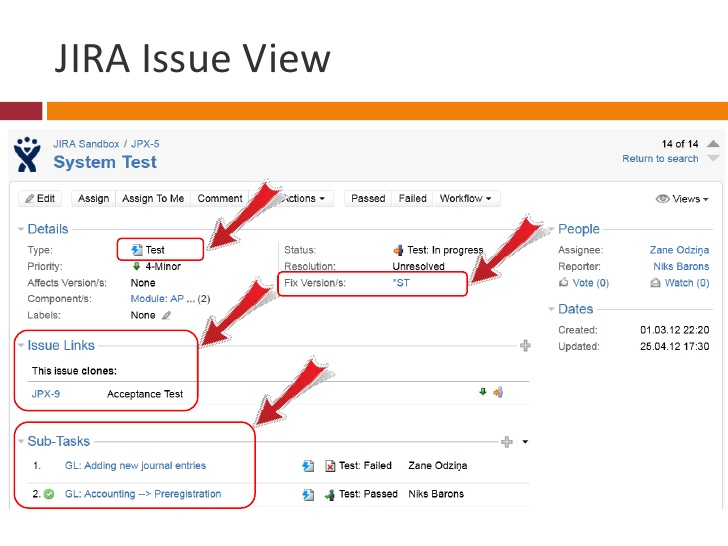 JIRA Issue View
JIRA Sandbox / JPX-5
System Test
14 of 14
Return to search
Edit Assign Assign To Me Comment Actions Passed Failed Workflow Views
Details
Type: Test
Priority: 4-Minor
Affects Version/s: None
Component/s: Module: AP ... (2)
Labels: None
Status: Test: In progress
Resolution: Unresolved
Fix Version/s: *ST
People
Assignee: Zane Odziņa
Reporter: Niks Barons
Vote (0) Watch (0)
Dates
Created: 01.03.12 22:20
Updated: 25.04.12 17:30
Issue Links
This issue clones:
JPX-9 Acceptance Test
Sub-Tasks
1. GL: Adding new journal entries Test: Failed Zane Odziņa
2. GL: Accounting --> Preregistration Test: Passed Niks Barons